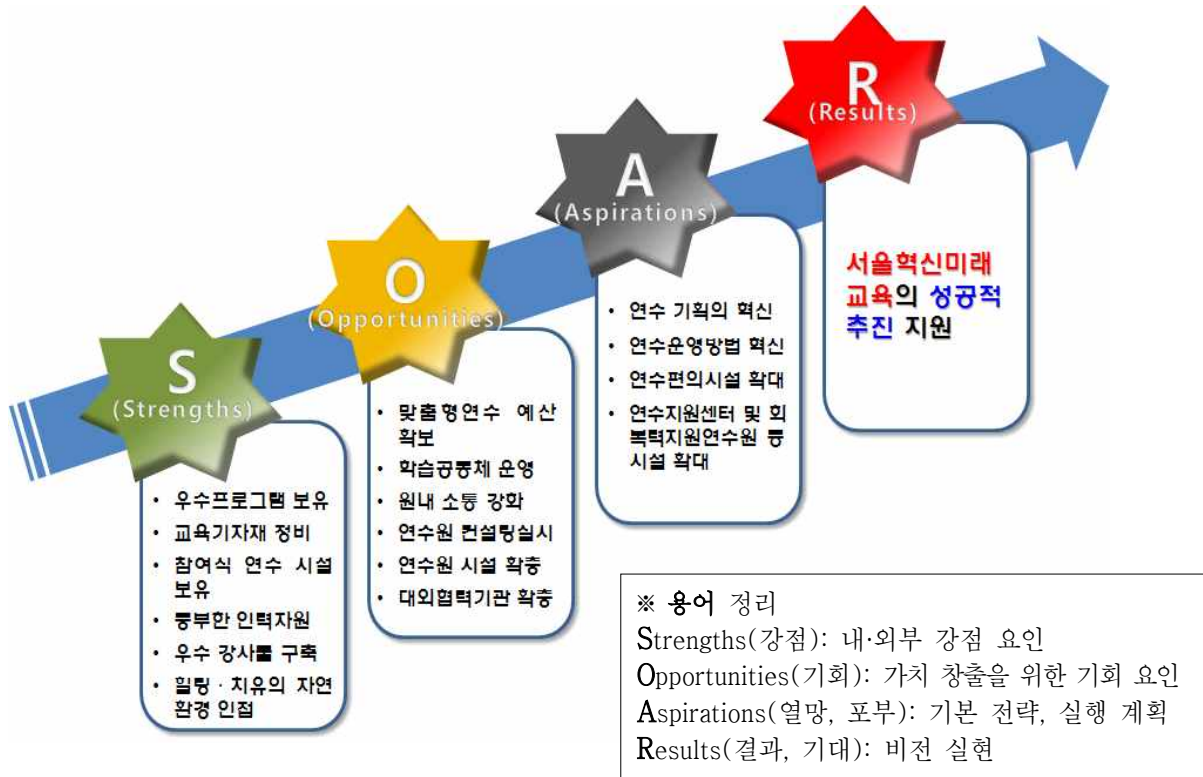 S
(Strengths)
• 우수프로그램 보유
• 교육기자재 정비
• 참여식 연수 시설
보유
• 풍부한 인력자원
• 우수 강사풀 구축
• 힐링·치유의 자연
환경 인접
O
(Opportunities)
• 맞춤형연수 예산
확보
• 학습공동체 운영
• 원내 소통 강화
• 연수원 컨설팅실시
• 연수원 시설 확충
• 대외협력기관 확충
A
(Aspirations)
• 연수 기획의 혁신
• 연수운영방법 혁신
• 연수편의시설 확대
• 연수지원센터 및 회
복력지원연수원 등
시설 확대
R
(Results)
서울혁신미래
교육의 성공적
추진 지원
※ 용어 정리
Strengths(강점): 내·외부 강점 요인
Opportunities(기회): 가치 창출을 위한 기회 요인
Aspirations(열망, 포부): 기본 전략, 실행 계획
Results(결과, 기대): 비전 실현